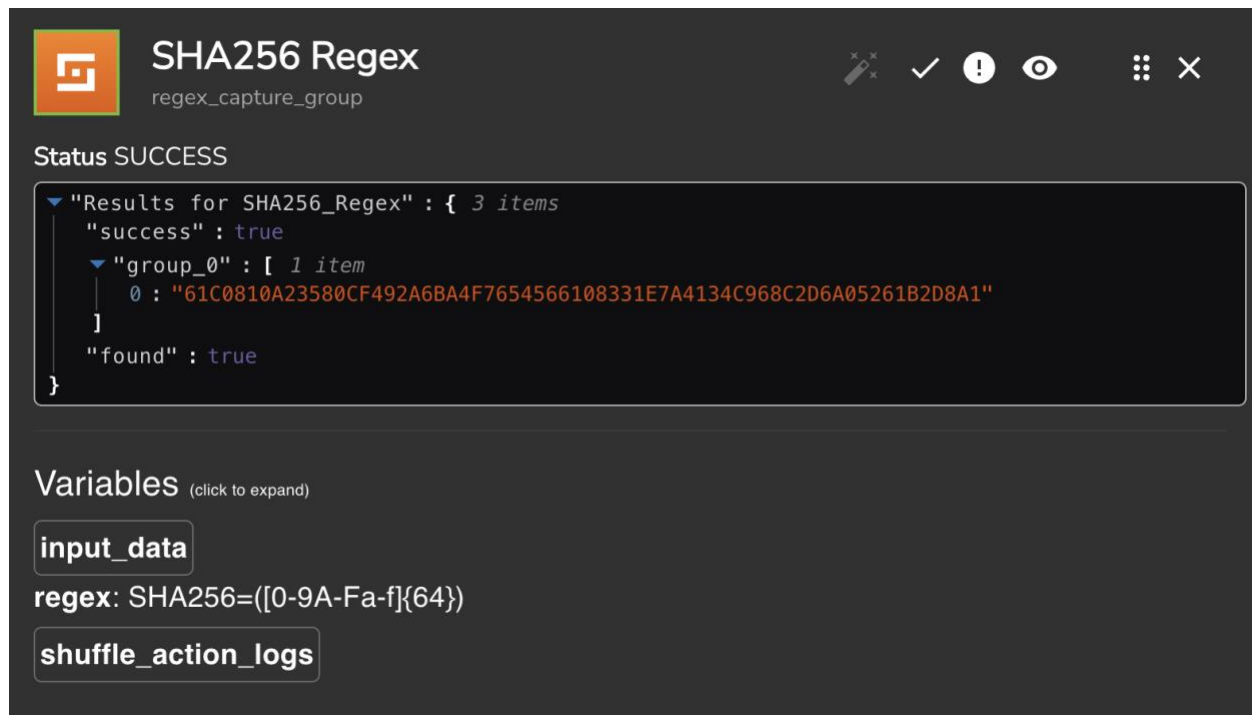 SHA256 Regex
regex_capture_group
Status SUCCESS
"Results for SHA256_Regex" : { 3 items
"success" : true
"group_0" : [ 1 item
0 : "61C0810A23580CF492A6BA4F7654566108331E7A4134C968C2D6A05261B2D8A1"
]
"found" : true
}
Variables (click to expand)
input_data
regex: SHA256=([0-9A-Fa-f]{64})
shuffle_action_logs